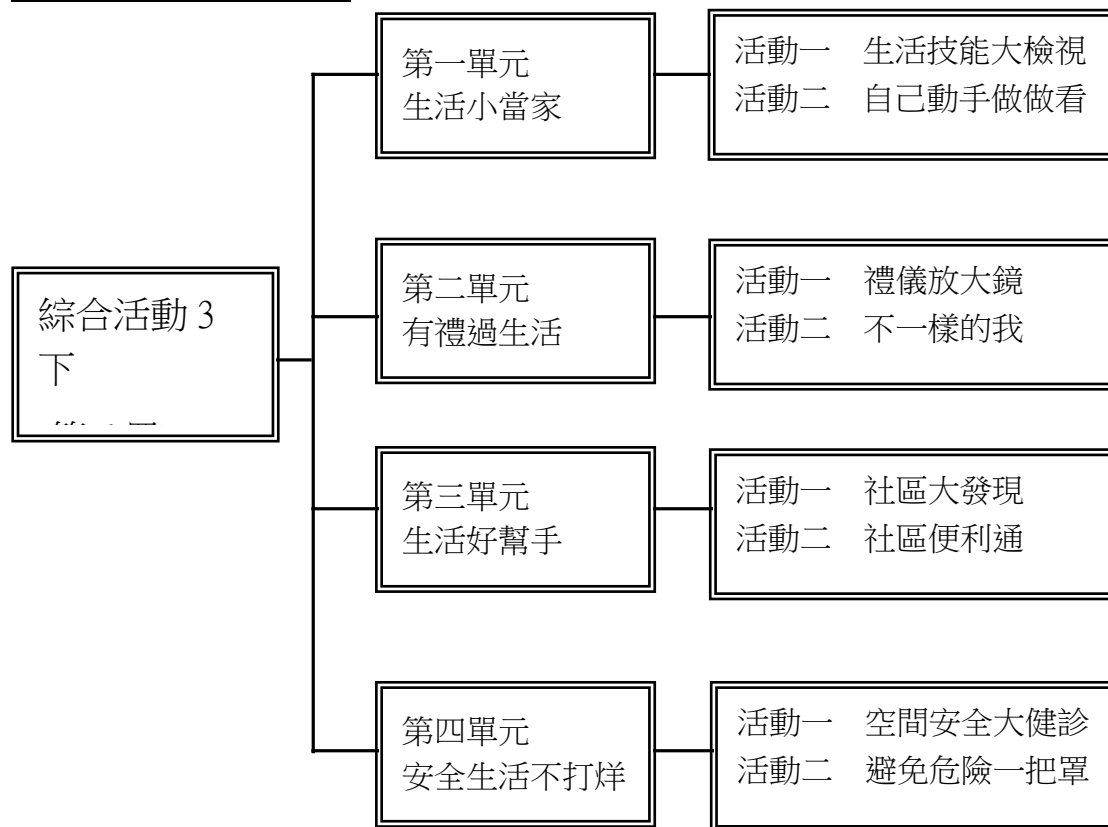 綜合活動 3
下
第一單元
生活小當家
活動一　生活技能大檢視
活動二　自己動手做做看
第二單元
有禮過生活
活動一　禮儀放大鏡
活動二　不一樣的我
第三單元
生活好幫手
活動一　社區大發現
活動二　社區便利通
第四單元
安全生活不打烊
活動一　空間安全大健診
活動二　避免危險一把罩